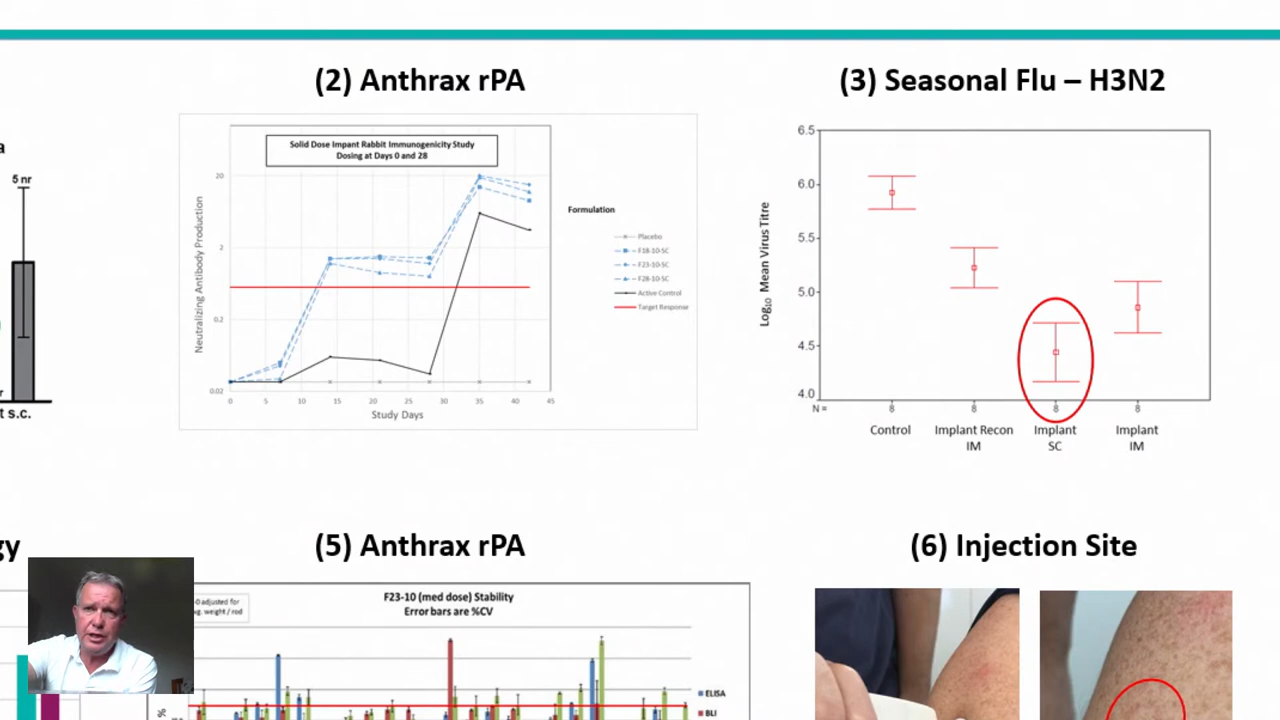 (2) Anthrax rPA
(3) Seasonal Flu – H3N2
a
5 nr
r
t s.c.
Solid Dose Impant Rabbit Immunogenicity Study
Dosing at Days 0 and 28
Neutralizing Antibody Production
20
2
0.2
0.02
0 5 10 15 20 25 30 35 40 45
Study Days
Formulation
Placebo
F18-10-SC
F23-10-SC
F28-10-SC
Active Control
Target Response
Log10 Mean Virus Titre
6.5
6.0
5.5
5.0
4.5
4.0
N = 8 8 8 8
Control
Implant Recon
IM
Implant
SC
Implant
IM
gy
(5) Anthrax rPA
(6) Injection Site
0 adjusted for
g. weight / rod
F23-10 (med dose) Stability
Error bars are %CV
ELISA
BLI
%